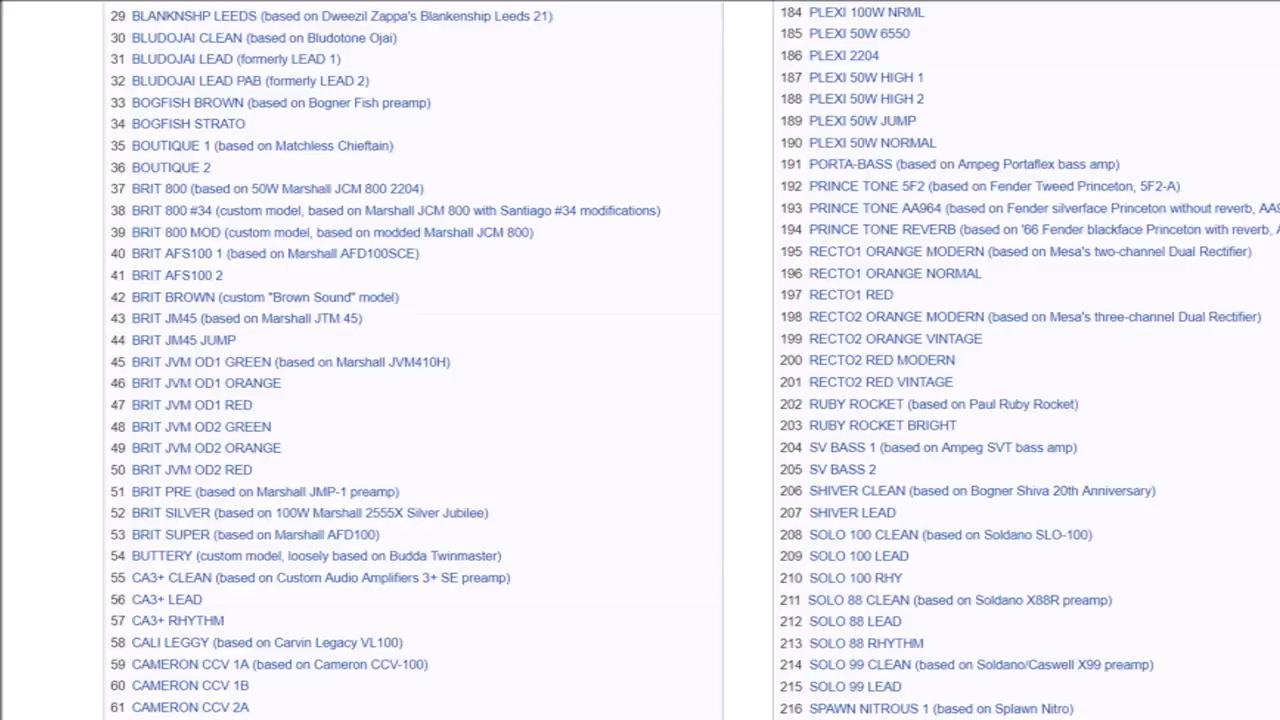 29 BLANKNSHP LEEDS (based on Dweezil Zappa's Blankenship Leeds 21)
30 BLUDOJAI CLEAN (based on Bludotone Ojai)
31 BLUDOJAI LEAD (formerly LEAD 1)
32 BLUDOJAI LEAD PAB (formerly LEAD 2)
33 BOGFISH BROWN (based on Bogner Fish preamp)
34 BOGFISH STRATO
35 BOUTIQUE 1 (based on Matchless Chieftain)
36 BOUTIQUE 2
37 BRIT 800 (based on 50W Marshall JCM 800 2204)
38 BRIT 800 #34 (custom model, based on Marshall JCM 800 with Santiago #34 modifications)
39 BRIT 800 MOD (custom model, based on modded Marshall JCM 800)
40 BRIT AFS100 1 (based on Marshall AFD100SCE)
41 BRIT AFS100 2
42 BRIT BROWN (custom "Brown Sound" model)
43 BRIT JM45 (based on Marshall JTM 45)
44 BRIT JM45 JUMP
45 BRIT JVM OD1 GREEN (based on Marshall JVM410H)
46 BRIT JVM OD1 ORANGE
47 BRIT JVM OD1 RED
48 BRIT JVM OD2 GREEN
49 BRIT JVM OD2 ORANGE
50 BRIT JVM OD2 RED
51 BRIT PRE (based on Marshall JMP-1 preamp)
52 BRIT SILVER (based on 100W Marshall 2555X Silver Jubilee)
53 BRIT SUPER (based on Marshall AFD100)
54 BUTTERY (custom model, loosely based on Budda Twinmaster)
55 CA3+ CLEAN (based on Custom Audio Amplifiers 3+ SE preamp)
56 CA3+ LEAD
57 CA3+ RHYTHM
58 CALI LEGGY (based on Carvin Legacy VL100)
59 CAMERON CCV 1A (based on Cameron CCV-100)
60 CAMERON CCV 1B
61 CAMERON CCV 2A
184 PLEXI 100W NRML
185 PLEXI 50W 6550
186 PLEXI 2204
187 PLEXI 50W HIGH 1
188 PLEXI 50W HIGH 2
189 PLEXI 50W JUMP
190 PLEXI 50W NORMAL
191 PORTA-BASS (based on Ampeg Portaflex bass amp)
192 PRINCE TONE 5F2 (based on Fender Tweed Princeton, 5F2-A)
193 PRINCE TONE AA964 (based on Fender silverface Princeton without reverb,
194 PRINCE TONE REVERB (based on '66 Fender blackface Princeton with reverb,
195 RECTO1 ORANGE MODERN (based on Mesa's two-channel Dual Rectifier)
196 RECTO1 ORANGE NORMAL
197 RECTO1 RED
198 RECTO2 ORANGE MODERN (based on Mesa's three-channel Dual Rectifier)
199 RECTO2 ORANGE VINTAGE
200 RECTO2 RED MODERN
201 RECTO2 RED VINTAGE
202 RUBY ROCKET (based on Paul Ruby Rocket)
203 RUBY ROCKET BRIGHT
204 SV BASS 1 (based on Ampeg SVT bass amp)
205 SV BASS 2
206 SHIVER CLEAN (based on Bogner Shiva 20th Anniversary)
207 SHIVER LEAD
208 SOLO 100 CLEAN (based on Soldano SLO-100)
209 SOLO 100 LEAD
210 SOLO 100 RHY
211 SOLO 88 CLEAN (based on Soldano X88R preamp)
212 SOLO 88 LEAD
213 SOLO 88 RHYTHM
214 SOLO 99 CLEAN (based on Soldano/Caswell X99 preamp)
215 SOLO 99 LEAD
216 SPAWN NITROUS 1 (based on Splawn Nitro)